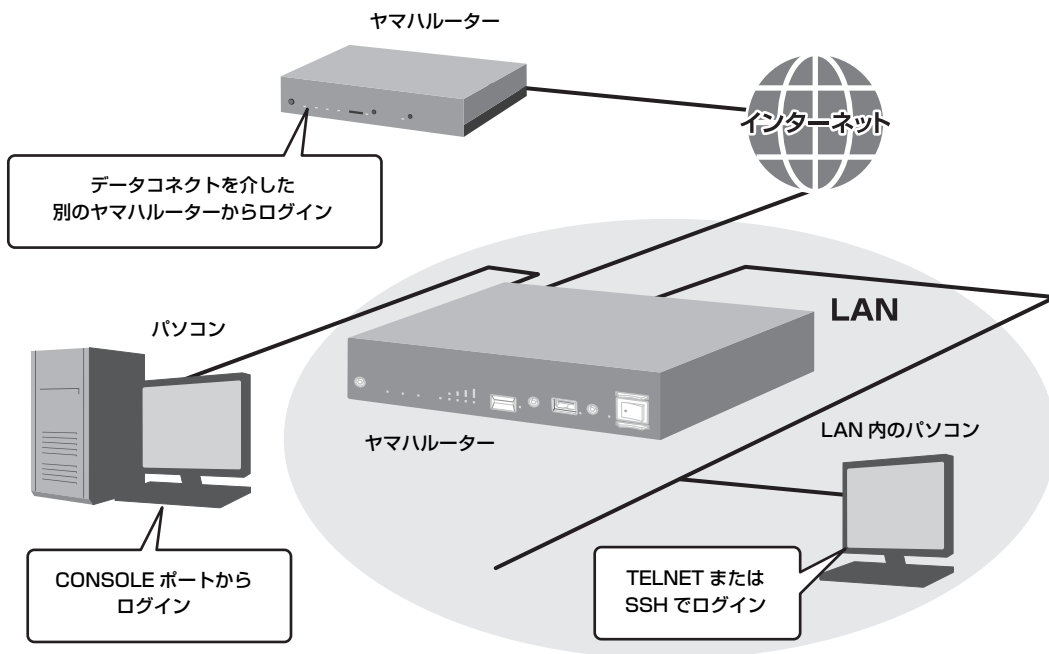 ヤマハルーター
インターネット
データコネクトを介した
別のヤマハルーターからログイン
LAN
パソコン
ヤマハルーター
LAN 内のパソコン
CONSOLE ポートから
ログイン
TELNET または
SSH でログイン